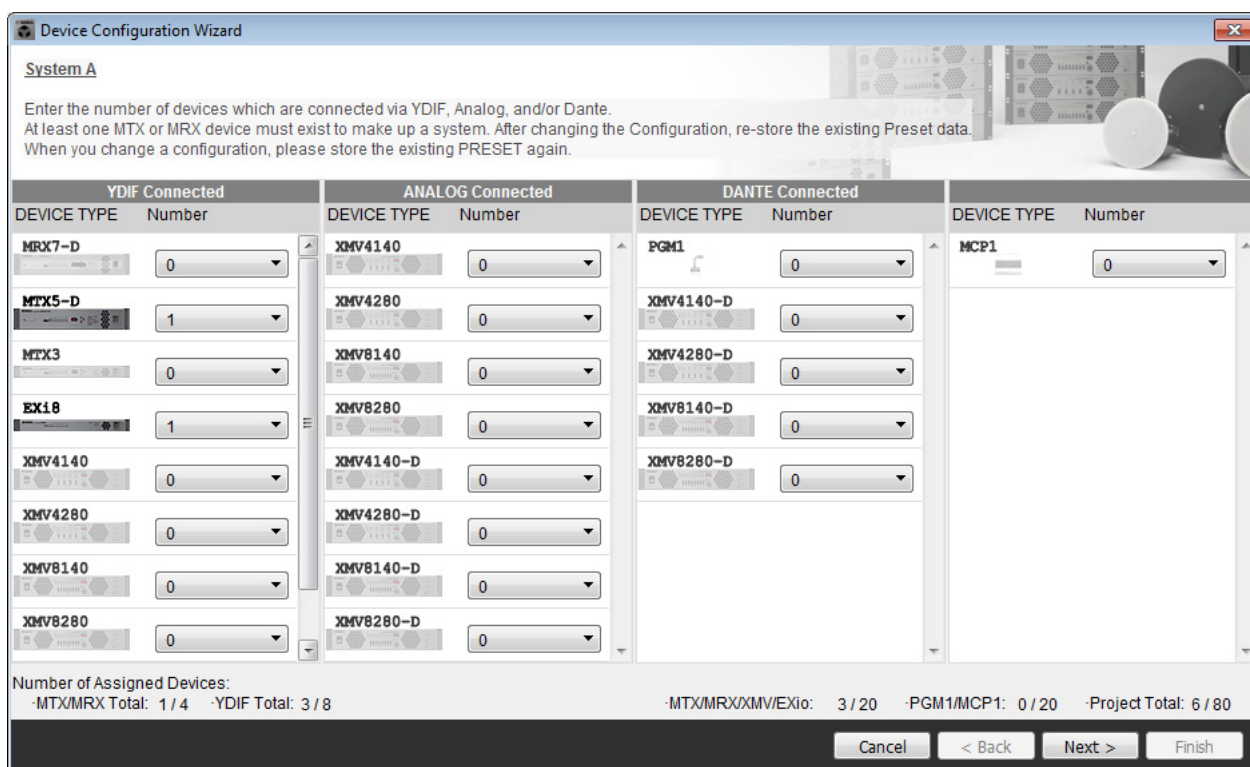 Device Configuration Wizard
System A
Enter the number of devices which are connected via YDIF, Analog, and/or Dante.
At least one MTX or MRX device must exist to make up a system. After changing the Configuration, re-store the existing Preset data.
When you change a configuration, please store the existing PRESET again.
YDIF Connected ANALOG Connected DANTE Connected
DEVICE TYPE Number DEVICE TYPE Number DEVICE TYPE Number DEVICE TYPE Number
MRX7-D 0 XMV4140 0 PGM1 0 MCP1 0
MTX5-D 1 XMV4280 0 XMV4140-D 0
MTX3 0 XMV8140 0 XMV4280-D 0
EXi8 1 XMV8280 0 XMV8140-D 0
XMV4140 0 XMV4140-D 0 XMV8280-D 0
XMV4280 0 XMV4280-D 0
XMV8140 0 XMV8140-D 0
XMV8280 0 XMV8280-D 0
Number of Assigned Devices:
·MTX/MRX Total: 1 / 4 ·YDIF Total: 3 / 8 ·MTX/MRX/XMV/EXio: 3 / 20 ·PGM1/MCP1: 0 / 20 ·Project Total: 6 / 80
Cancel < Back Next > Finish